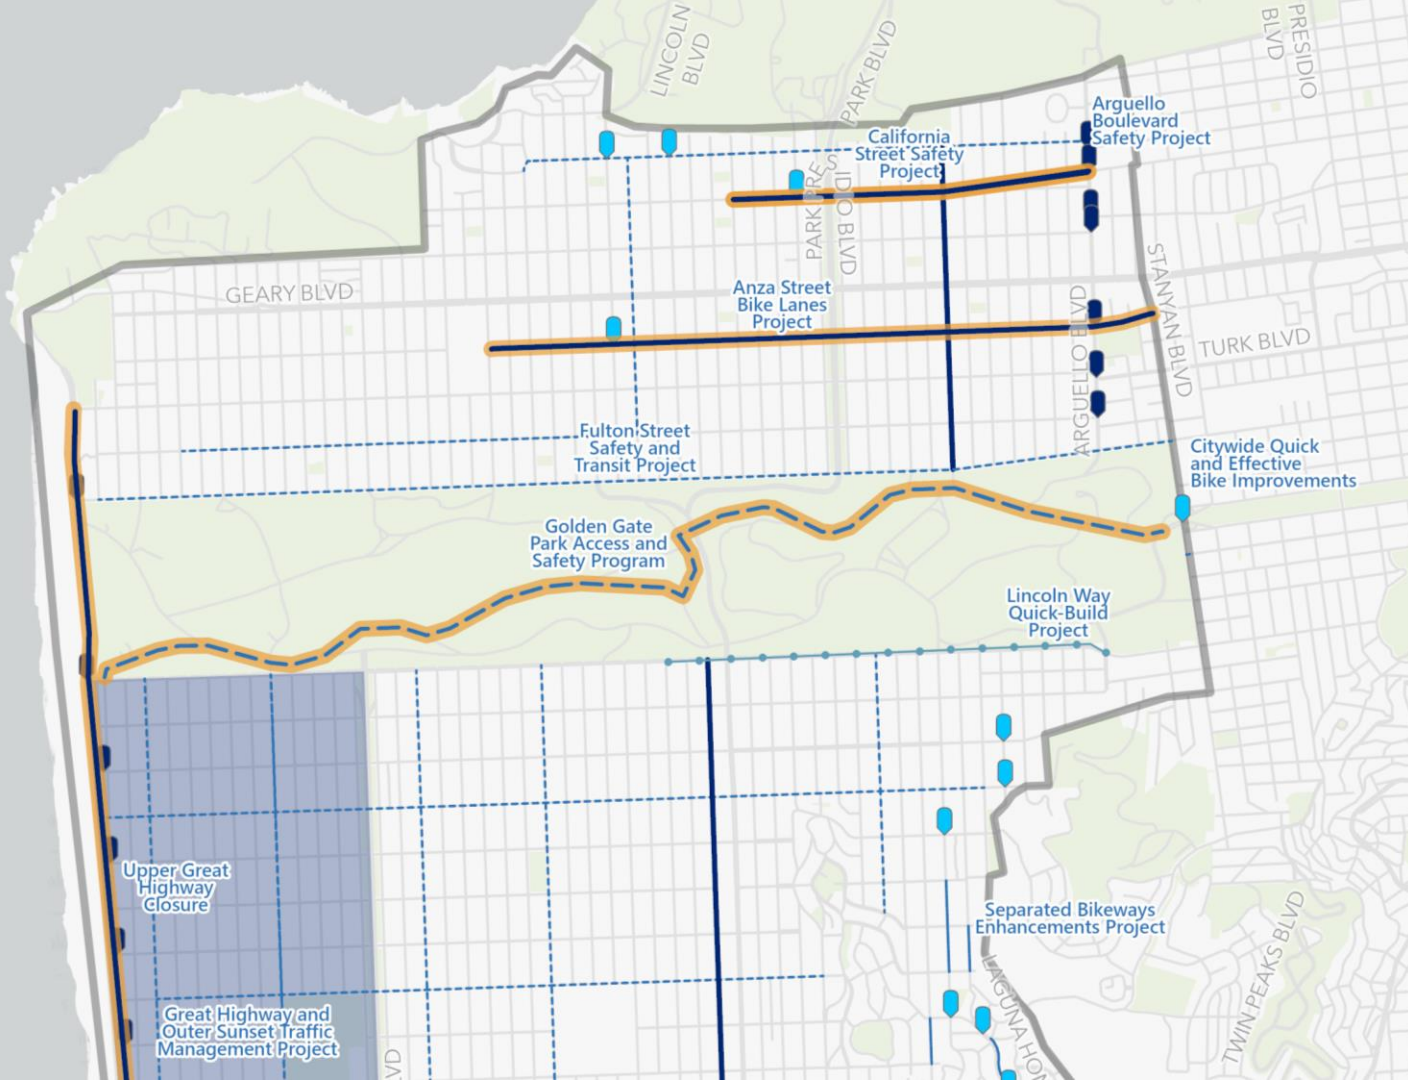 LINCOLN
BLVD
PARK BLVD
PRESIDIO
BLVD
Arguello
Boulevard
Safety Project
California
Street Safety
Project
PARK PRESIDIO BLVD
GEARY BLVD
Anza Street
Bike Lanes
Project
STANYAN BLVD
ARGUELLO BLVD
TURK BLVD
Fulton Street
Safety and
Transit Project
Citywide Quick
and Effective
Bike Improvements
Golden Gate
Park Access and
Safety Program
Lincoln Way
Quick-Build
Project
Upper Great
Highway
Closure
Separated Bikeways
Enhancements Project
TWIN PEAKS BLVD
LAGUNA HON
Great Highway and
Outer Sunset Traffic
Management Project
VD